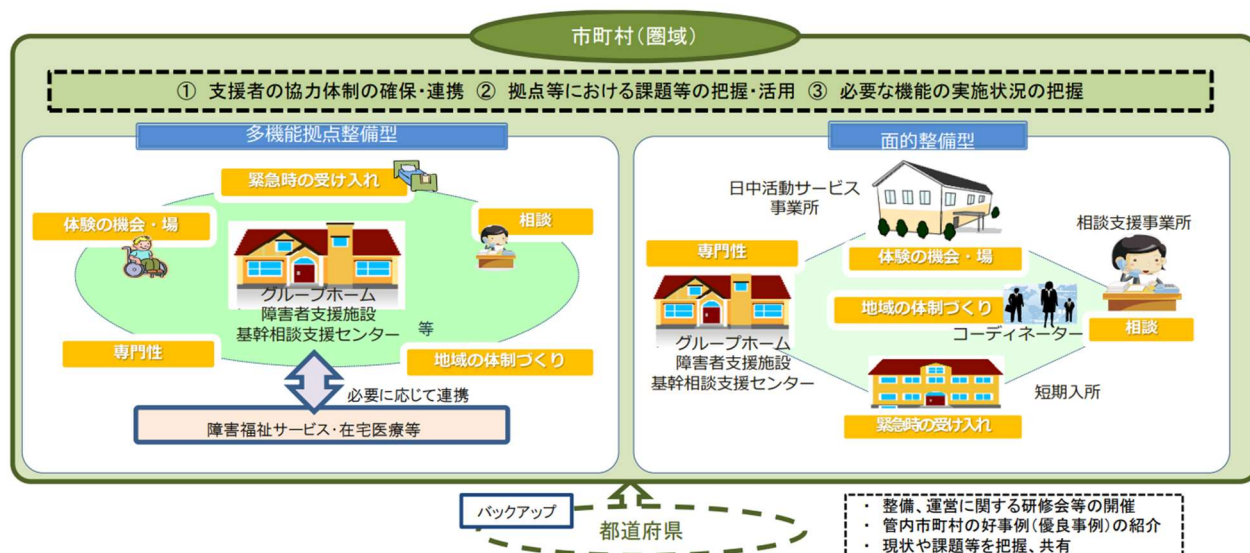 市町村(圏域)
① 支援者の協力体制の確保・連携 ② 拠点等における課題等の把握・活用 ③ 必要な機能の実施状況の把握
多機能拠点整備型
緊急時の受け入れ
体験の機会・場
相談
グループホーム
障害者支援施設
基幹相談支援センター 等
専門性
地域の体制づくり
必要に応じて連携
障害福祉サービス・在宅医療等
面的整備型
日中活動サービス
事業所
相談支援事業所
専門性
体験の機会・場
地域の体制づくり
コーディネーター
相談
グループホーム
障害者支援施設
基幹相談支援センター
短期入所
緊急時の受け入れ
バックアップ
都道府県
・ 整備、運営に関する研修会等の開催
・ 管内市町村の好事例(優良事例)の紹介
・ 現状や課題等を把握、共有